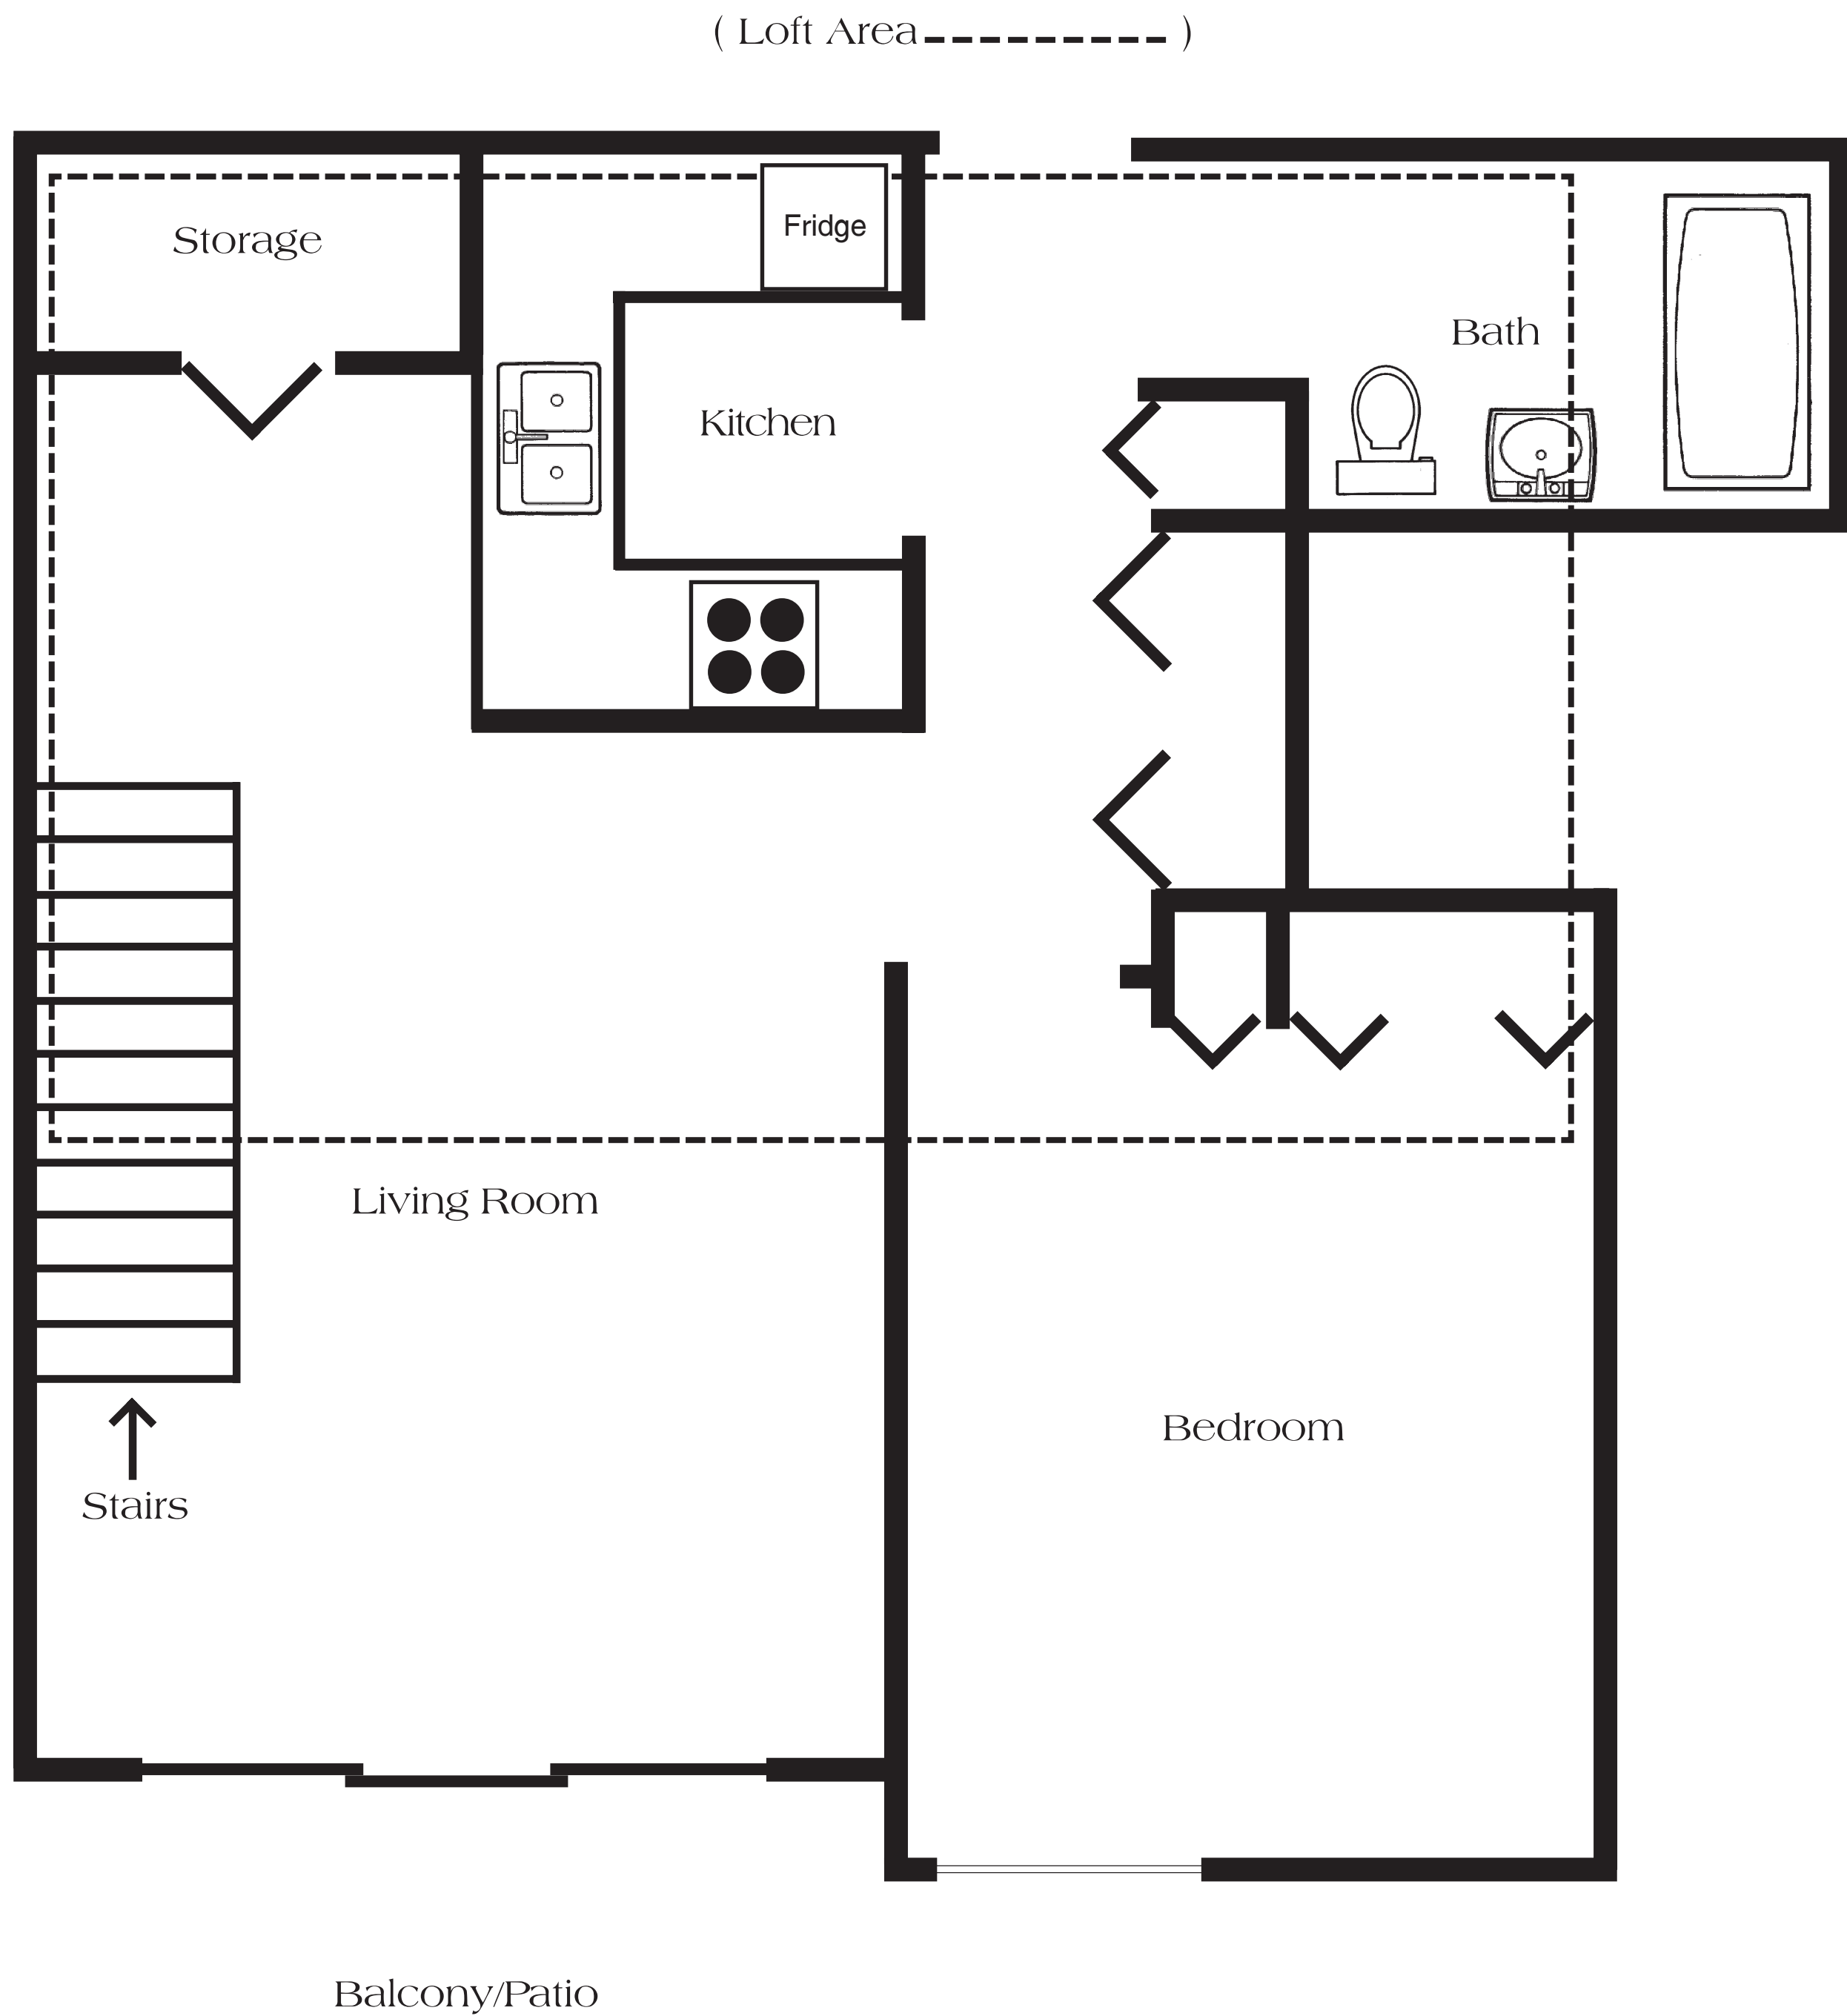 ( Loft Area---------- )
Storage
Fridge
Bath
Kitchen
Living Room
Bedroom
Stairs
Balcony/Patio